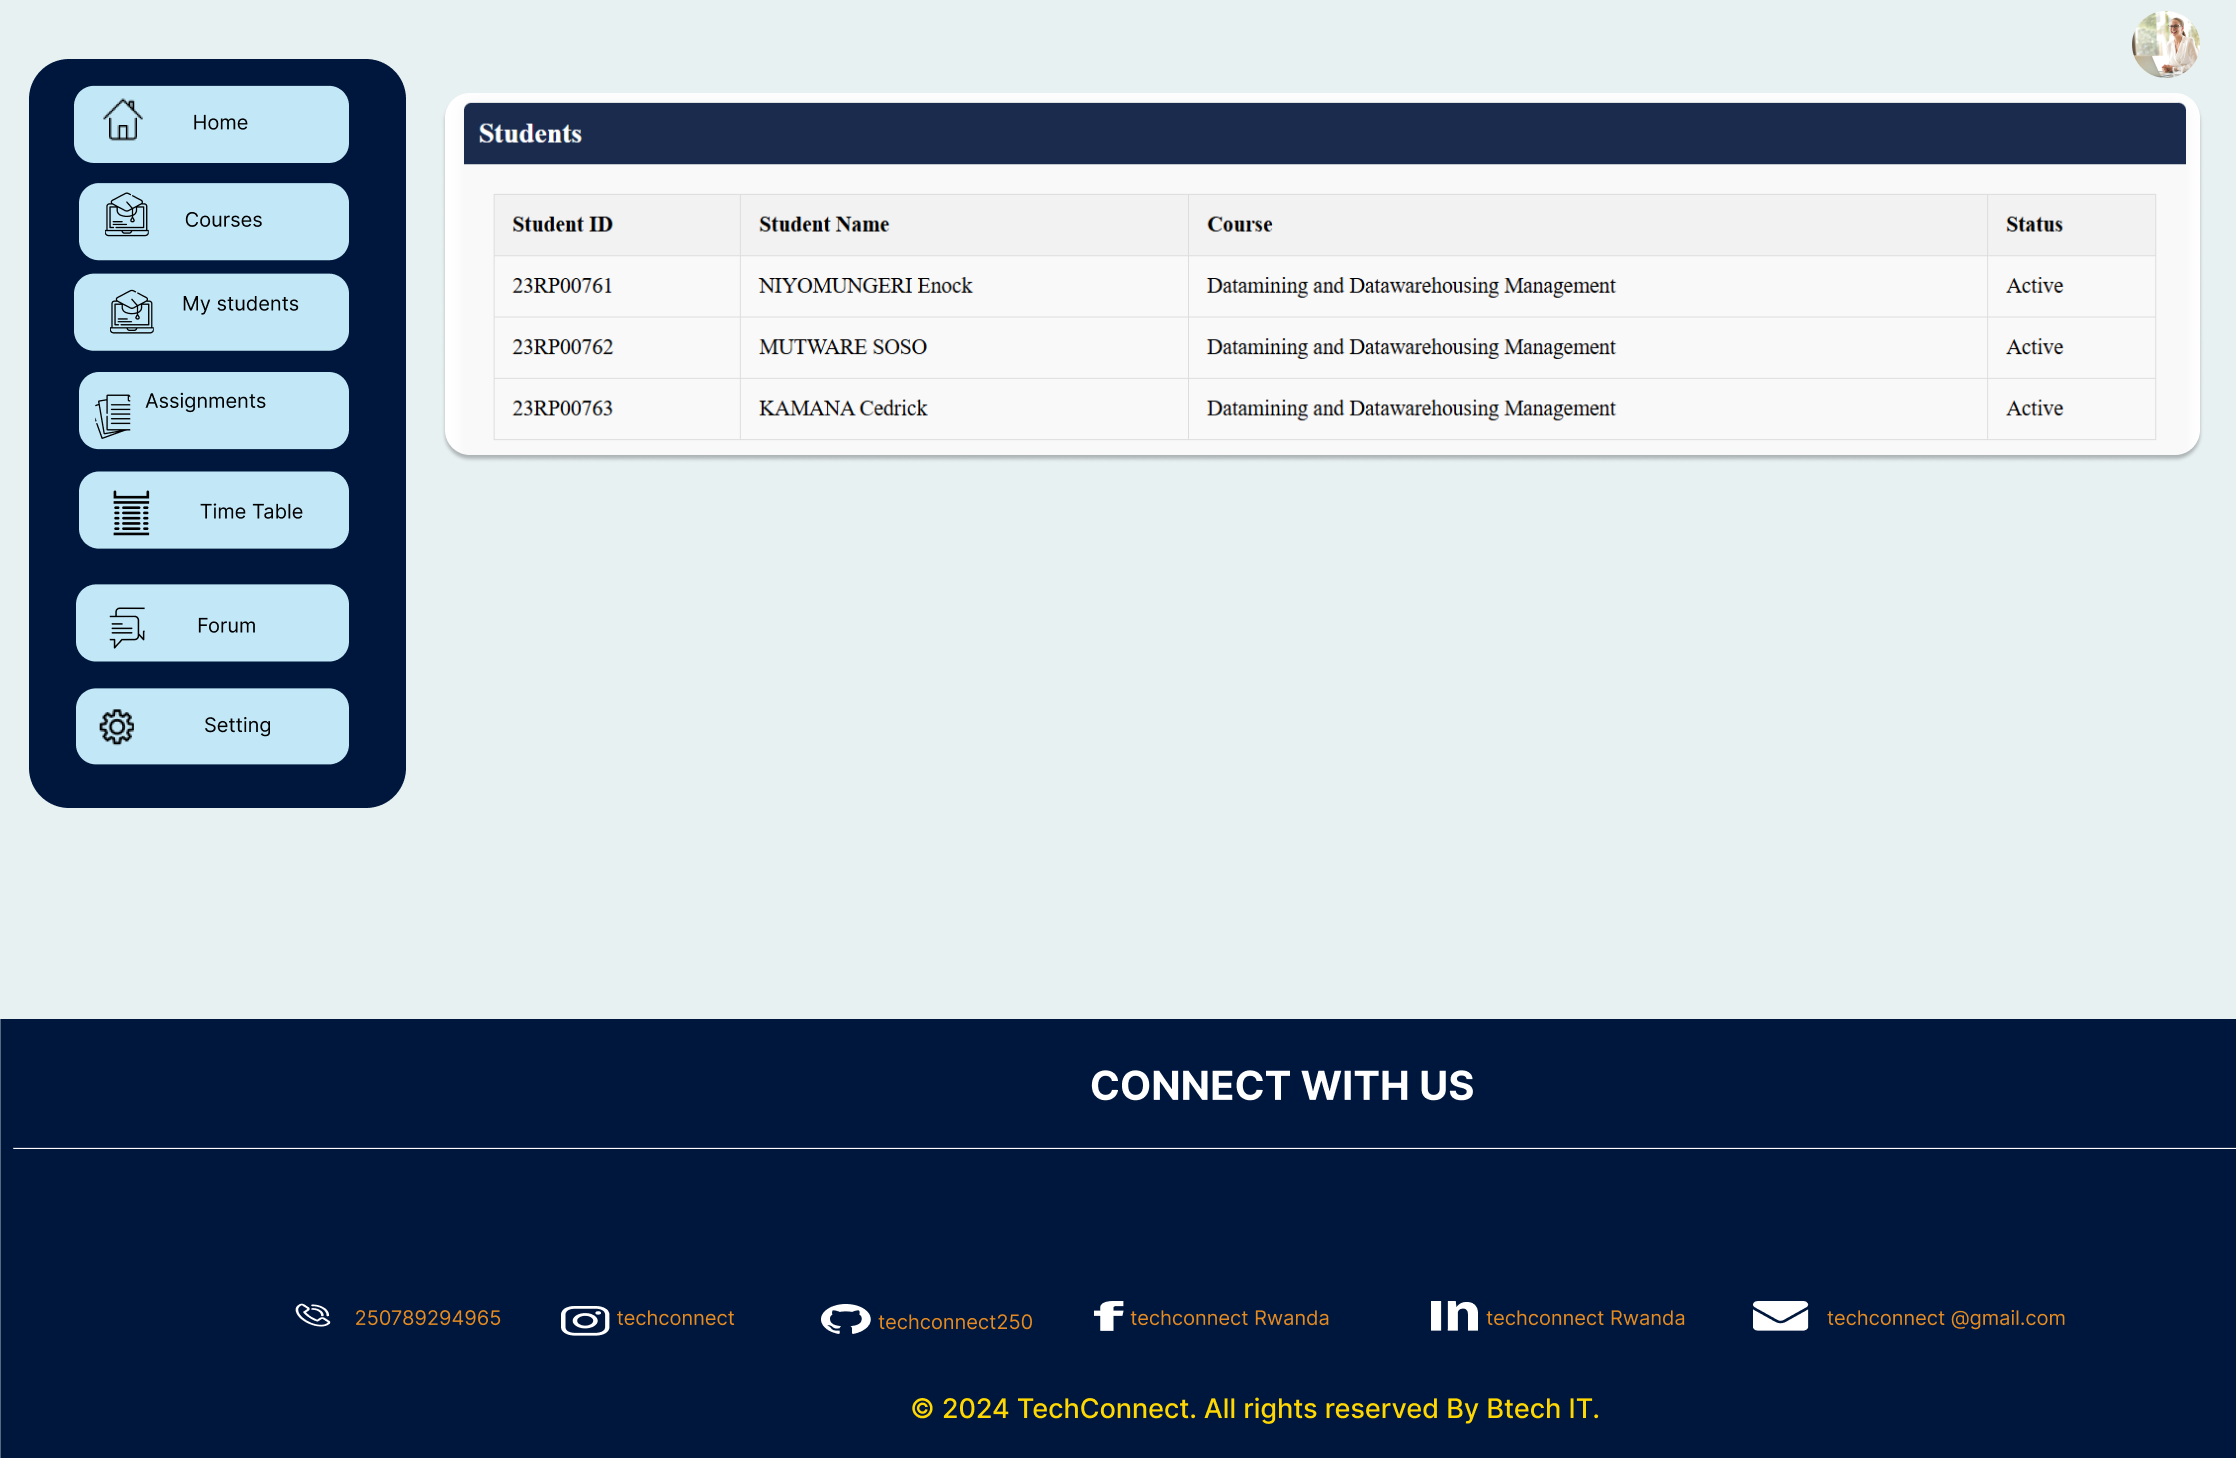 Home
Courses
My students
Assignments
Time Table
Forum
Setting
Students
Student ID Student Name Course Status
23RP00761 NIYOMUNGERI Enock Datamining and Datawarehousing Management Active
23RP00762 MUTWARE SOSO Datamining and Datawarehousing Management Active
23RP00763 KAMANA Cedrick Datamining and Datawarehousing Management Active
CONNECT WITH US
250789294965 techconnect techconnect250 techconnect Rwanda techconnect Rwanda techconnect @gmail.com
© 2024 TechConnect. All rights reserved By Btech IT.